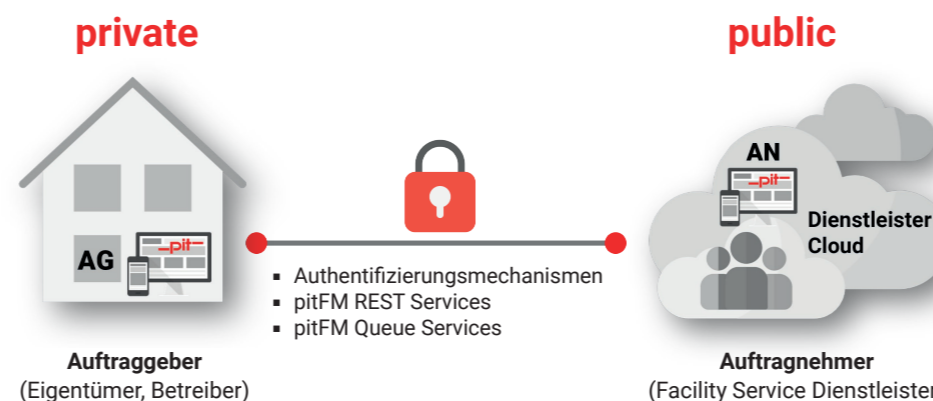 private
public
AG
-pit-
AN
-pit-
Dienstleister
Cloud
▪ Authentifizierungsmechanismen
▪ pitFM REST Services
▪ pitFM Queue Services
Auftraggeber
(Eigentümer, Betreiber)
Auftragnehmer
(Facility Service Dienstleister